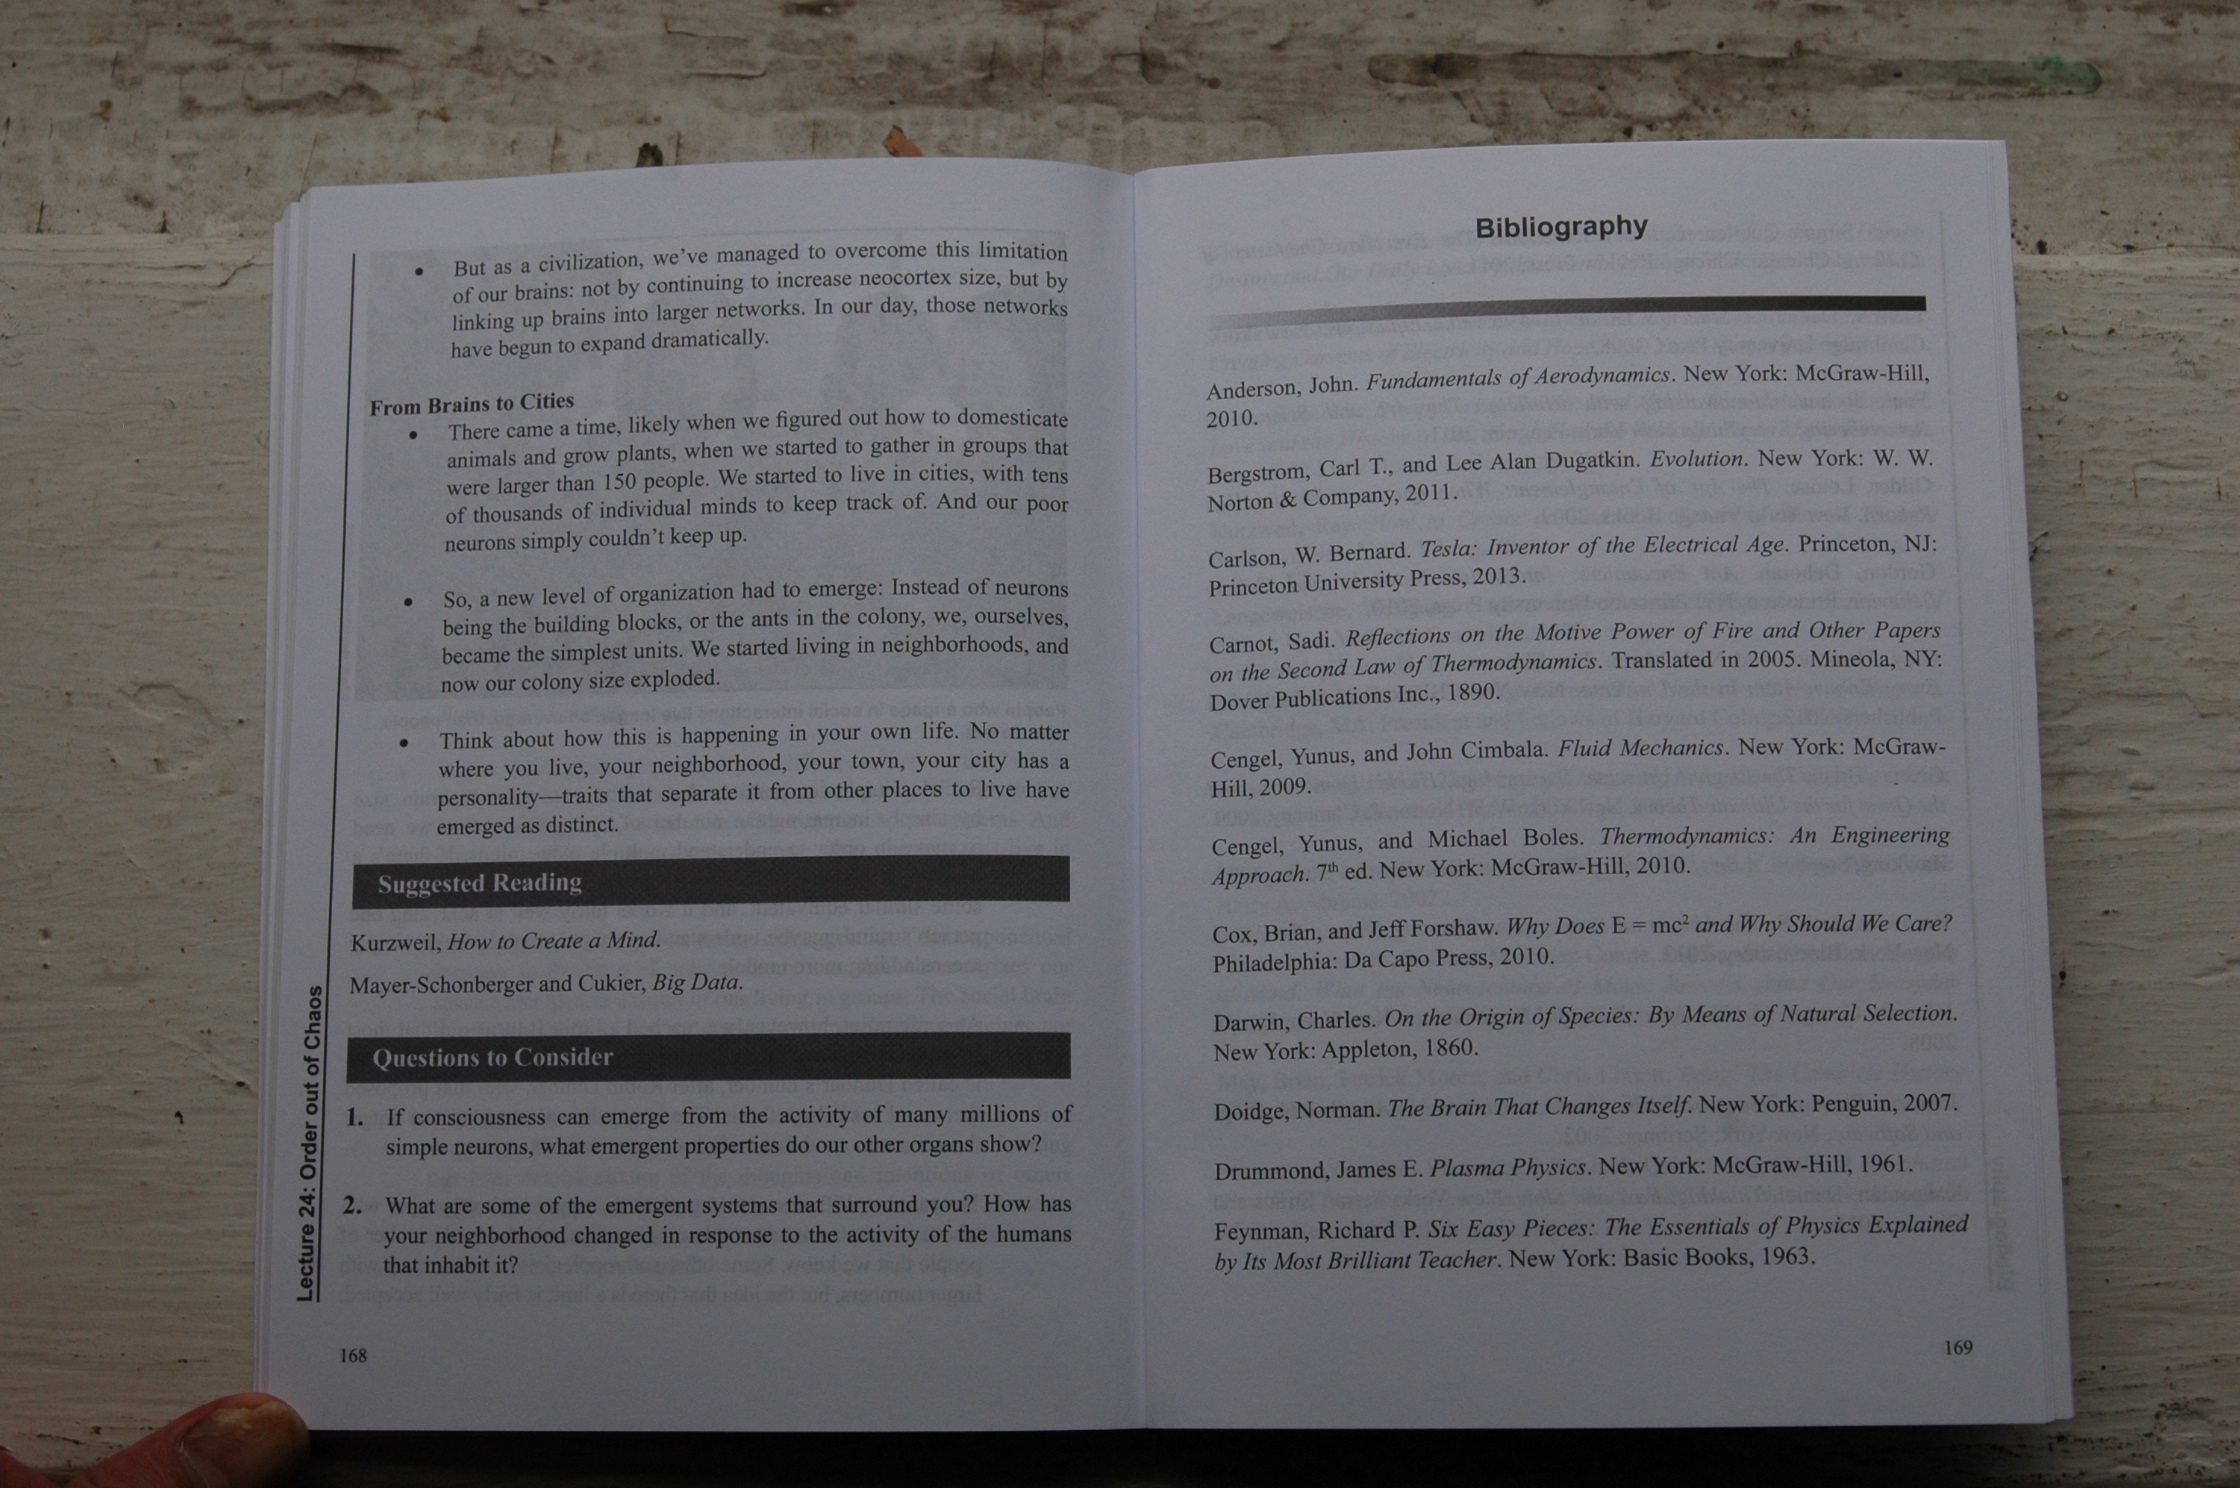 • But as a civilization, we've managed to overcome this limitation
of our brains: not by continuing to increase neocortex size, but by
linking up brains into larger networks. In our day, those networks
have begun to expand dramatically.
From Brains to Cities
• There came a time, likely when we figured out how to domesticate
animals and grow plants, when we started to gather in groups that
were larger than 150 people. We started to live in cities, with tens
of thousands of individual minds to keep track of. And our poor
neurons simply couldn't keep up.
• So, a new level of organization had to emerge: Instead of neurons
being the building blocks, or the ants in the colony, we, ourselves,
became the simplest units. We started living in neighborhoods, and
now our colony size exploded.
• Think about how this is happening in your own life. No matter
where you live, your neighborhood, your town, your city has a
personality—traits that separate it from other places to live have
emerged as distinct.
Suggested Reading
Kurzweil, How to Create a Mind.
Mayer-Schonberger and Cukier, Big Data.
Questions to Consider
1. If consciousness can emerge from the activity of many millions of
simple neurons, what emergent properties do our other organs show?
2. What are some of the emergent systems that surround you? How has
your neighborhood changed in response to the activity of the humans
that inhabit it?
Lecture 24: Order out of Chaos
168
Bibliography
Anderson, John. Fundamentals of Aerodynamics. New York: McGraw-Hill,
2010.
Bergstrom, Carl T., and Lee Alan Dugatkin. Evolution. New York: W. W.
Norton & Company, 2011.
Carlson, W. Bernard. Tesla: Inventor of the Electrical Age. Princeton, NJ:
Princeton University Press, 2013.
Carnot, Sadi. Reflections on the Motive Power of Fire and Other Papers
on the Second Law of Thermodynamics. Translated in 2005. Mineola, NY:
Dover Publications Inc., 1890.
Cengel, Yunus, and John Cimbala. Fluid Mechanics. New York: McGraw-
Hill, 2009.
Cengel, Yunus, and Michael Boles. Thermodynamics: An Engineering
Approach. 7th ed. New York: McGraw-Hill, 2010.
Cox, Brian, and Jeff Forshaw. Why Does E = mc² and Why Should We Care?
Philadelphia: Da Capo Press, 2010.
Darwin, Charles. On the Origin of Species: By Means of Natural Selection.
New York: Appleton, 1860.
Doidge, Norman. The Brain That Changes Itself. New York: Penguin, 2007.
Drummond, James E. Plasma Physics. New York: McGraw-Hill, 1961.
Feynman, Richard P. Six Easy Pieces: The Essentials of Physics Explained
by Its Most Brilliant Teacher. New York: Basic Books, 1963.
169